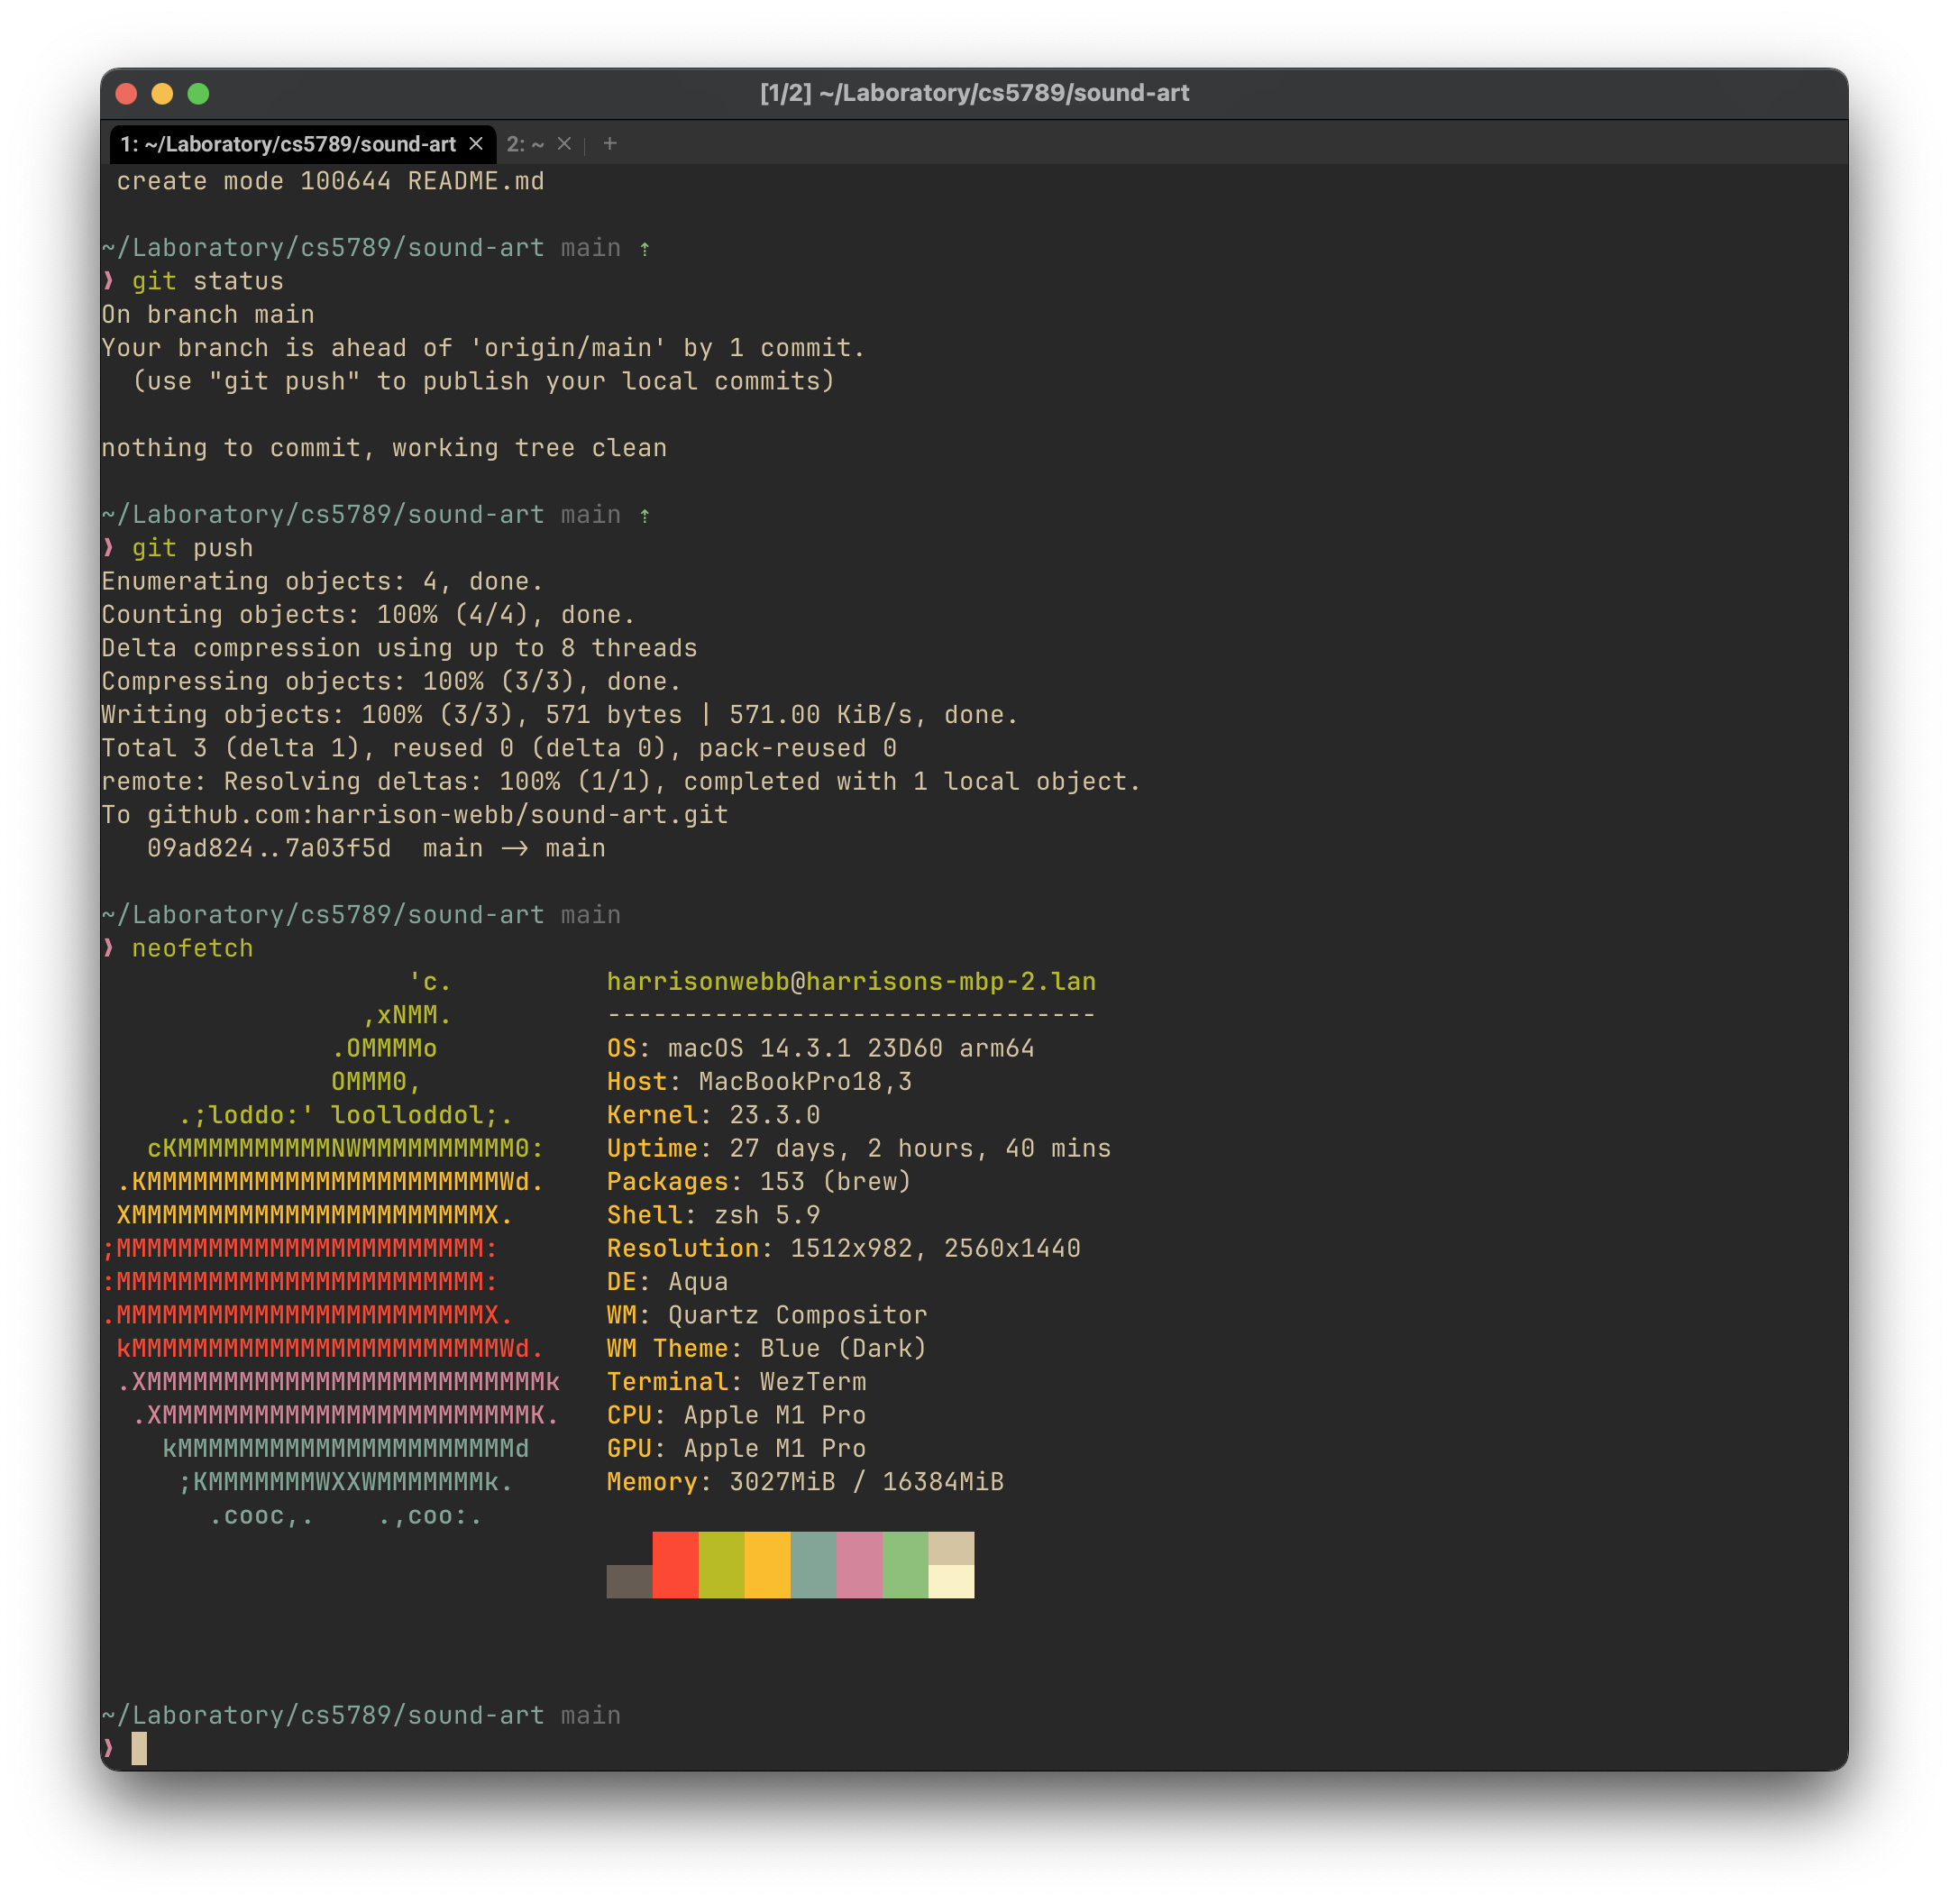 [1/2] ~/Laboratory/cs5789/sound-art
1: ~/Laboratory/cs5789/sound-art × 2: ~ × | +
 create mode 100644 README.md

~/Laboratory/cs5789/sound-art main ⇡
❯ git status
On branch main
Your branch is ahead of 'origin/main' by 1 commit.
  (use "git push" to publish your local commits)

nothing to commit, working tree clean

~/Laboratory/cs5789/sound-art main ⇡
❯ git push
Enumerating objects: 4, done.
Counting objects: 100% (4/4), done.
Delta compression using up to 8 threads
Compressing objects: 100% (3/3), done.
Writing objects: 100% (3/3), 571 bytes | 571.00 KiB/s, done.
Total 3 (delta 1), reused 0 (delta 0), pack-reused 0
remote: Resolving deltas: 100% (1/1), completed with 1 local object.
To github.com:harrison-webb/sound-art.git
   09ad824..7a03f5d  main -> main

~/Laboratory/cs5789/sound-art main
❯ neofetch
                    'c.          harrisonwebb@harrisons-mbp-2.lan
                 ,xNMM.          --------------------------------
               .OMMMMo           OS: macOS 14.3.1 23D60 arm64
               OMMM0,            Host: MacBookPro18,3
     .;loddo:' loolloddol;.      Kernel: 23.3.0
   cKMMMMMMMMMMNWMMMMMMMMMM0:    Uptime: 27 days, 2 hours, 40 mins
 .KMMMMMMMMMMMMMMMMMMMMMMMWd.    Packages: 153 (brew)
 XMMMMMMMMMMMMMMMMMMMMMMMX.      Shell: zsh 5.9
;MMMMMMMMMMMMMMMMMMMMMMMM:       Resolution: 1512x982, 2560x1440
:MMMMMMMMMMMMMMMMMMMMMMMM:       DE: Aqua
.MMMMMMMMMMMMMMMMMMMMMMMMX.      WM: Quartz Compositor
 kMMMMMMMMMMMMMMMMMMMMMMMMWd.    WM Theme: Blue (Dark)
 .XMMMMMMMMMMMMMMMMMMMMMMMMMMk   Terminal: WezTerm
  .XMMMMMMMMMMMMMMMMMMMMMMMMK.   CPU: Apple M1 Pro
    kMMMMMMMMMMMMMMMMMMMMMMd     GPU: Apple M1 Pro
     ;KMMMMMMMWXXWMMMMMMMk.      Memory: 3027MiB / 16384MiB
       .cooc,.    .,coo:.

~/Laboratory/cs5789/sound-art main
❯